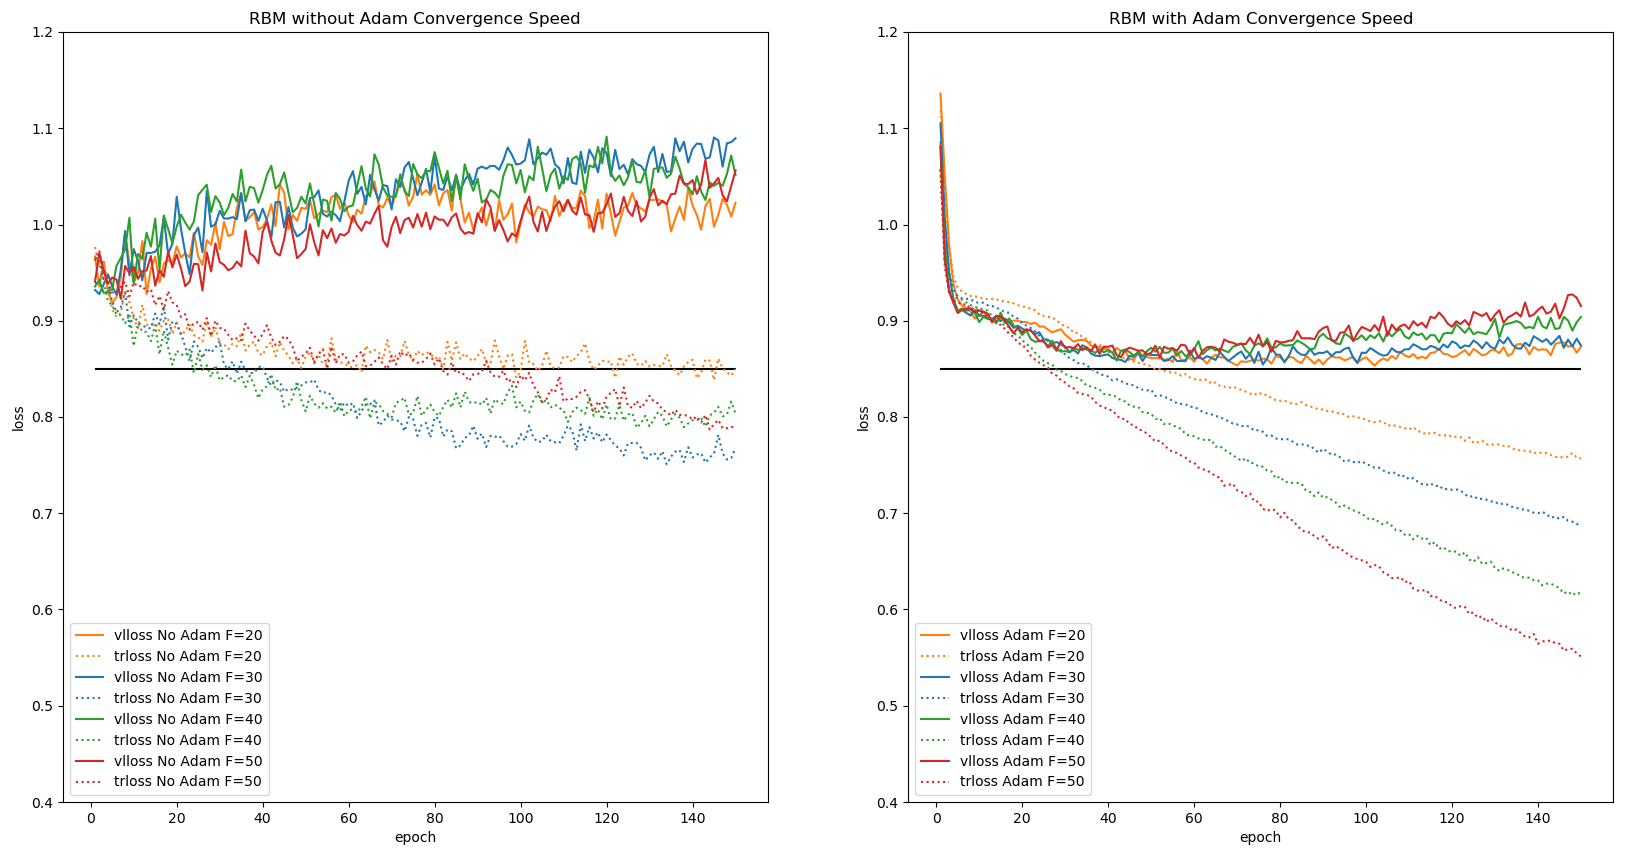 RBM without Adam Convergence Speed
1.2
1.1
1.0
0.9
0.8
0.7
0.6
0.5
0.4
loss
vlloss No Adam F=20
trloss No Adam F=20
vlloss No Adam F=30
trloss No Adam F=30
vlloss No Adam F=40
trloss No Adam F=40
vlloss No Adam F=50
trloss No Adam F=50
0 20 40 60 80 100 120 140
epoch
RBM with Adam Convergence Speed
1.2
1.1
1.0
0.9
0.8
0.7
0.6
0.5
0.4
loss
vlloss Adam F=20
trloss Adam F=20
vlloss Adam F=30
trloss Adam F=30
vlloss Adam F=40
trloss Adam F=40
vlloss Adam F=50
trloss Adam F=50
0 20 40 60 80 100 120 140
epoch